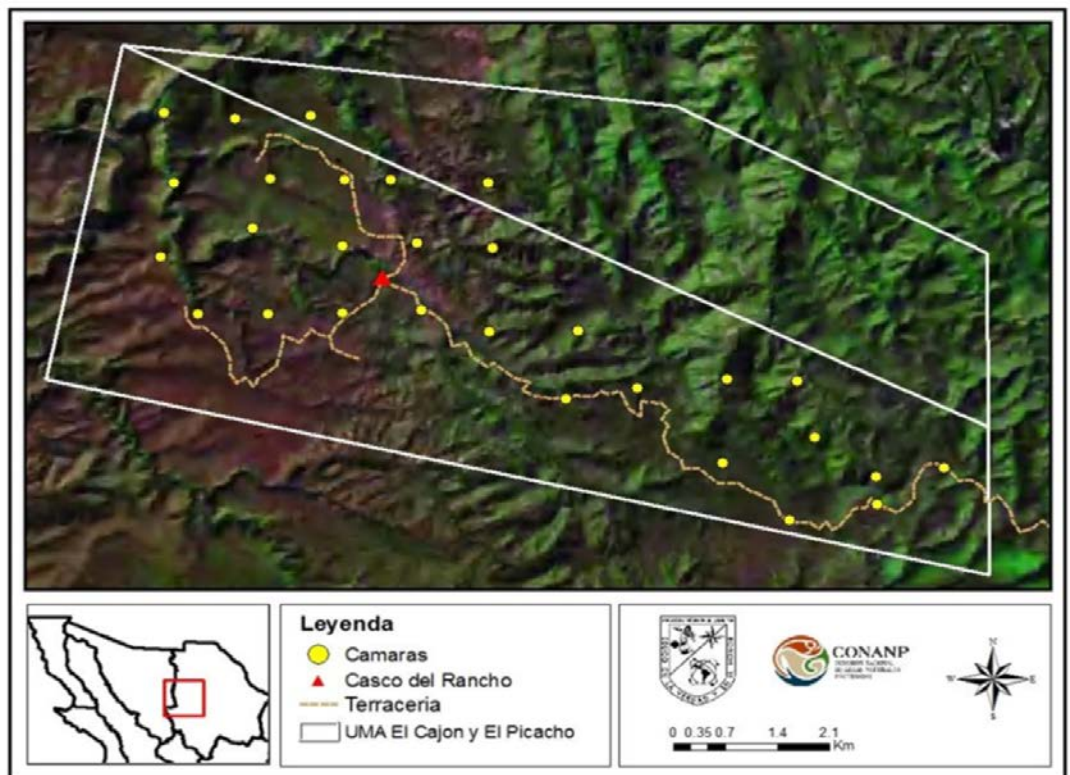 Leyenda
Camaras
Casco del Rancho
Terraceria
UMA El Cajon y El Picacho
CONANP
0 0.35 0.7 1.4 2.1
Km
N
W E
S